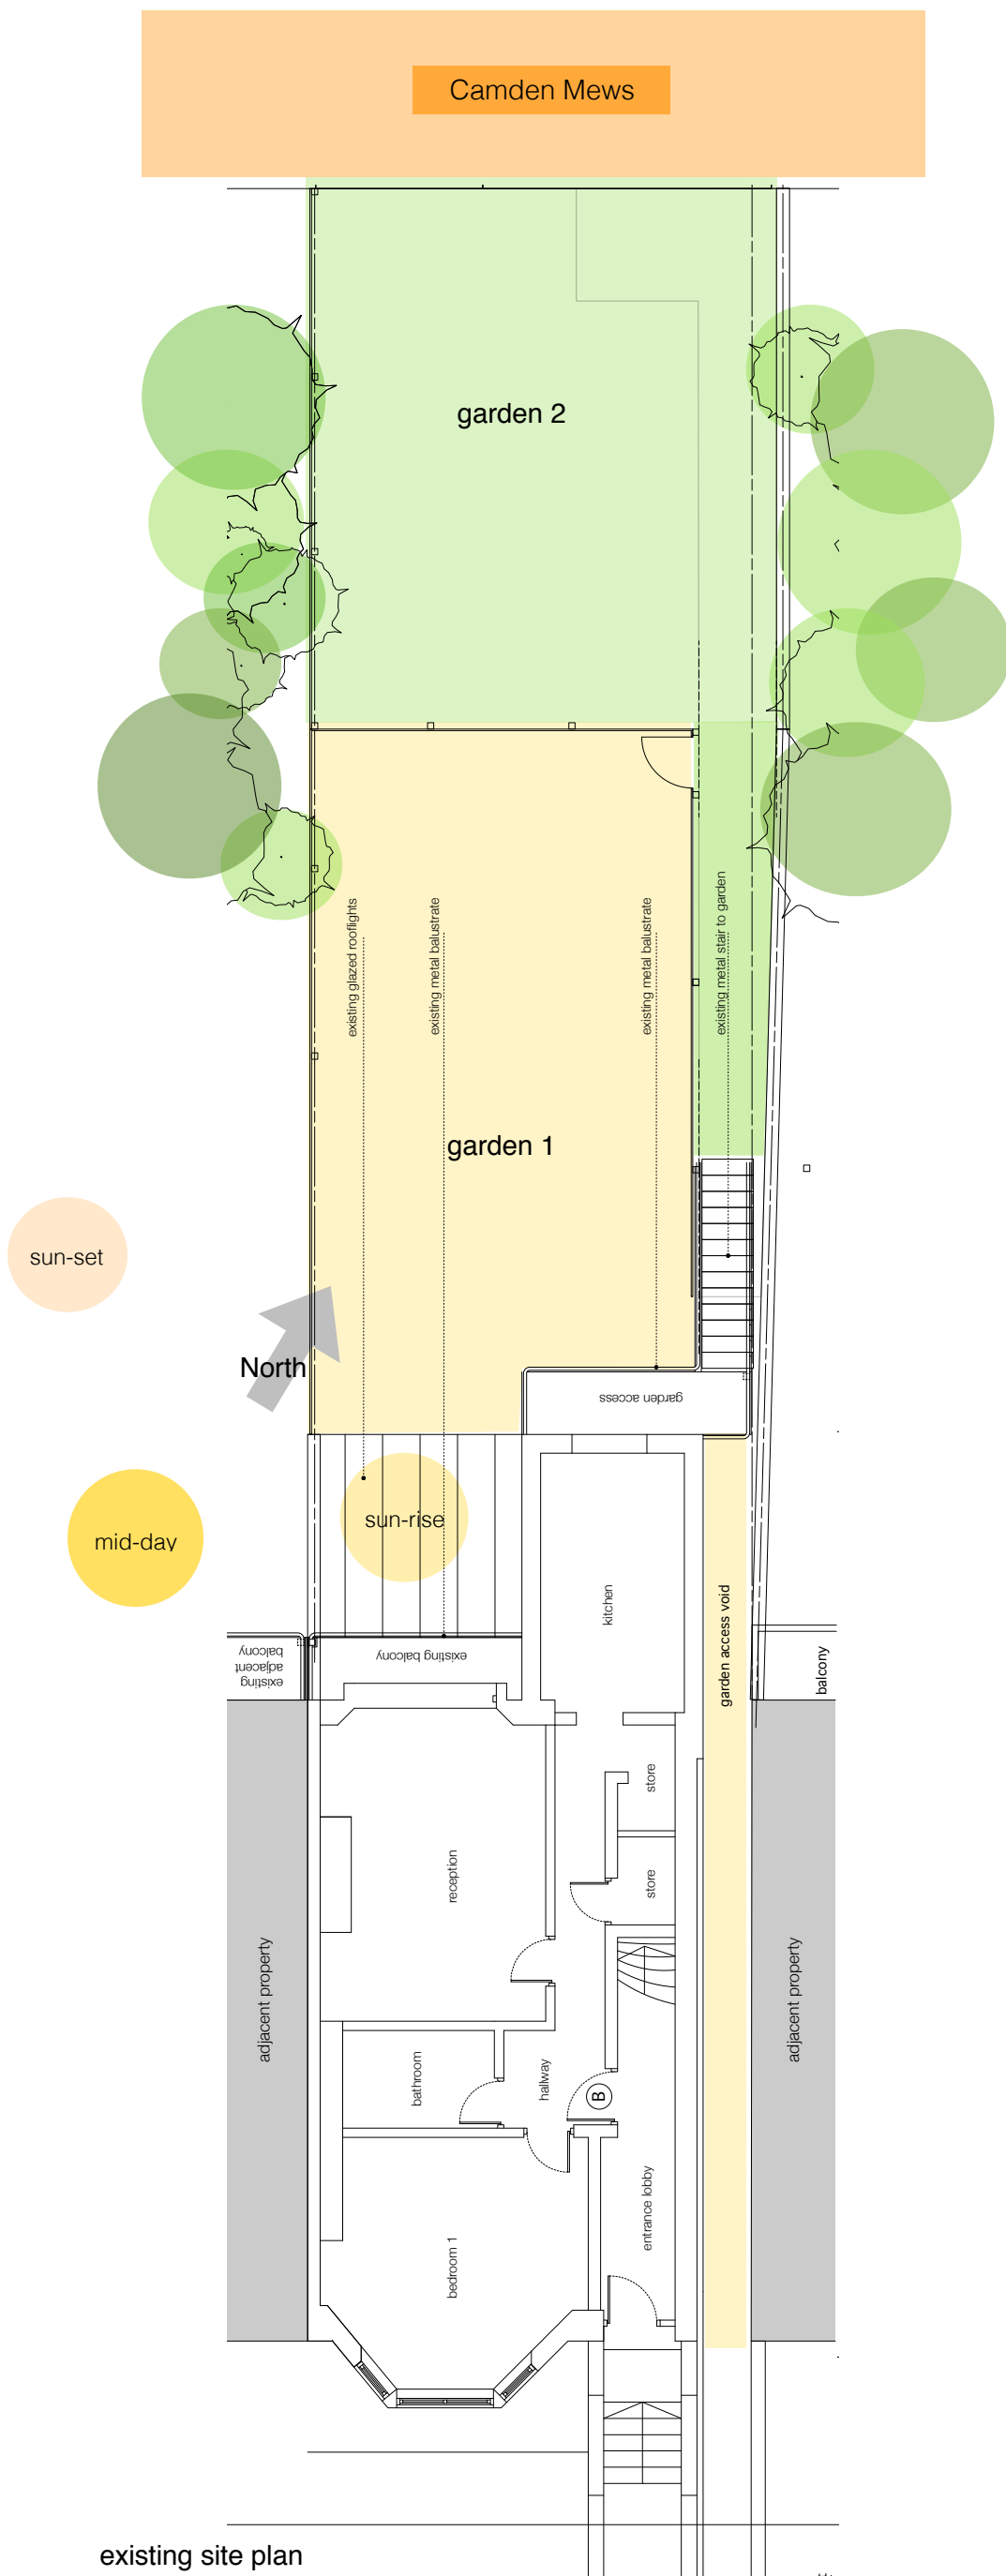 Camden Mews
garden 2
existing glazed rooflights
existing metal balustrate
existing metal balustrate
existing metal stair to garden
garden 1
sun-set
North
garden access
mid-day
sun-rise
kitchen
garden access void
existing
adjacent
balcony
existing balcony
balcony
store
reception
store
adjacent property
adjacent property
bathroom
hallway
B
entrance lobby
bedroom 1
existing site plan